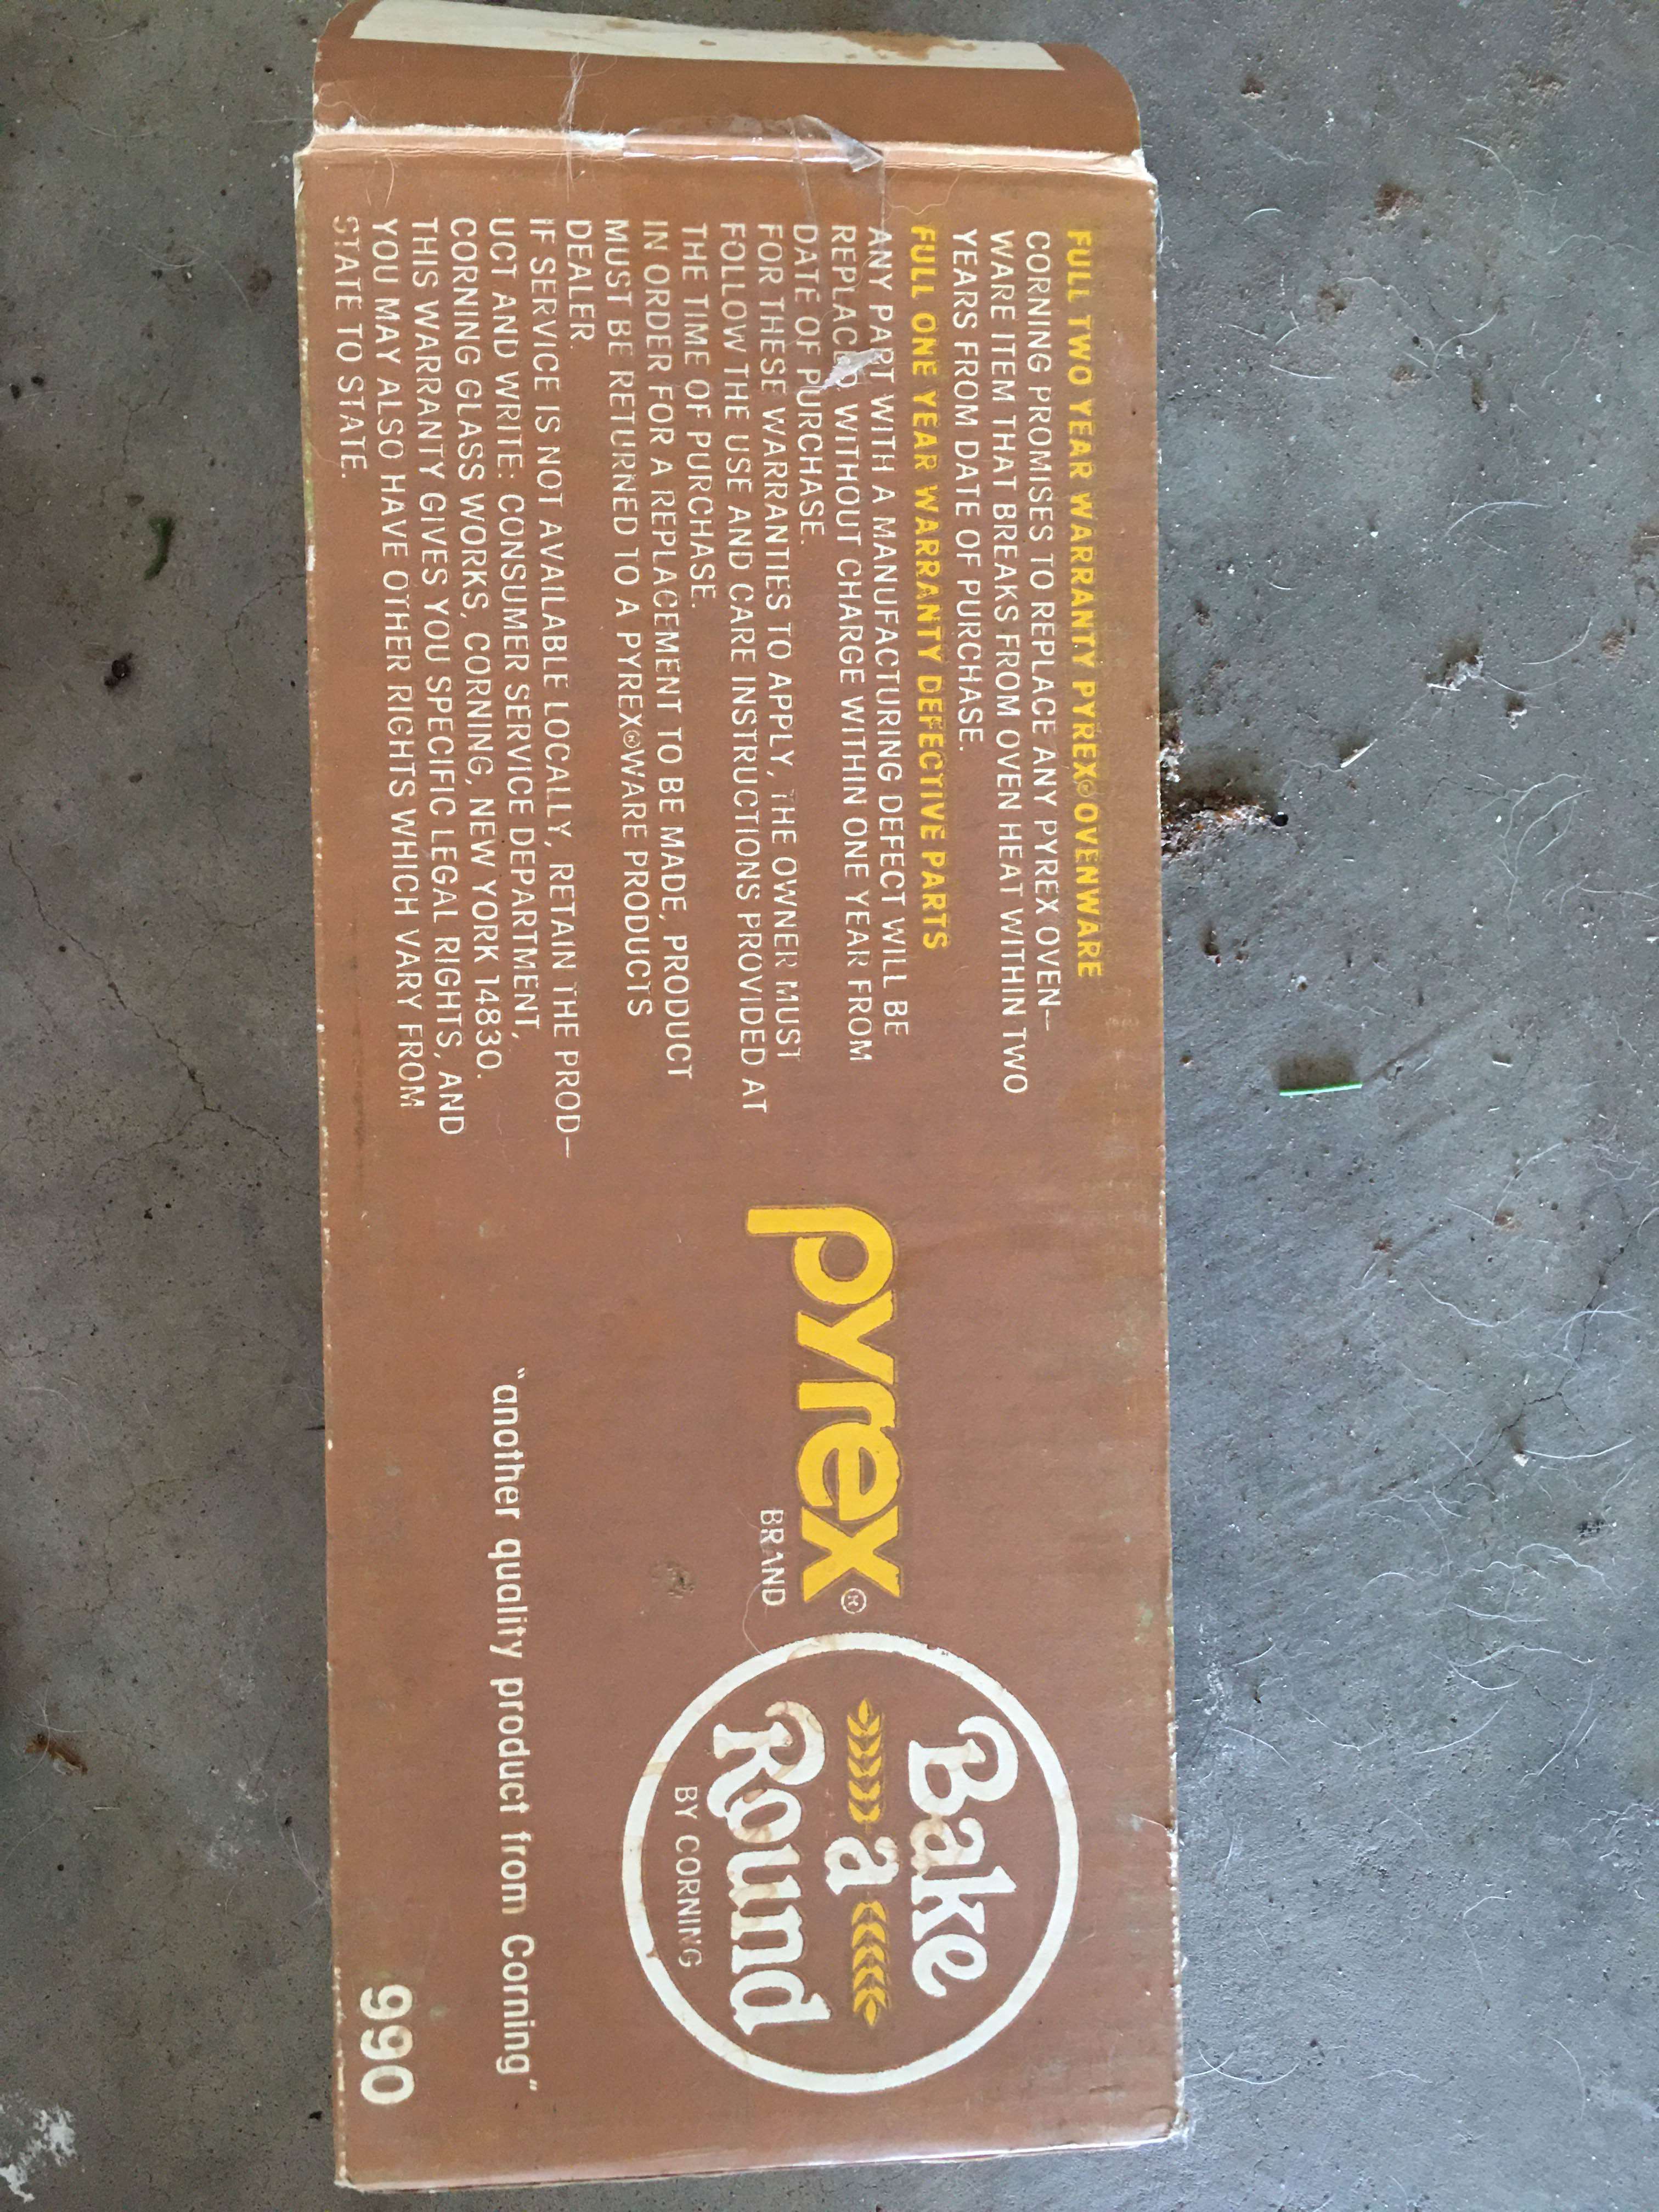 FULL TWO YEAR WARRANTY PYREX® OVENWARE
CORNING PROMISES TO REPLACE ANY PYREX OVEN-
WARE ITEM THAT BREAKS FROM OVEN HEAT WITHIN TWO
YEARS FROM DATE OF PURCHASE.
FULL ONE YEAR WARRANTY DEFECTIVE PARTS
ANY PART WITH A MANUFACTURING DEFECT WILL BE
REPLACED WITHOUT CHARGE WITHIN ONE YEAR FROM
DATE OF PURCHASE.
FOR THESE WARRANTIES TO APPLY, THE OWNER MUST
FOLLOW THE USE AND CARE INSTRUCTIONS PROVIDED AT
THE TIME OF PURCHASE.
IN ORDER FOR A REPLACEMENT TO BE MADE, PRODUCT
MUST BE RETURNED TO A PYREX® WARE PRODUCTS
DEALER.
IF SERVICE IS NOT AVAILABLE LOCALLY, RETAIN THE PROD-
UCT AND WRITE: CONSUMER SERVICE DEPARTMENT,
CORNING GLASS WORKS, CORNING, NEW YORK 14830.
THIS WARRANTY GIVES YOU SPECIFIC LEGAL RIGHTS, AND
YOU MAY ALSO HAVE OTHER RIGHTS WHICH VARY FROM
STATE TO STATE.
pyrex®
BRAND
Bake
a
Round
BY CORNING
"another quality product from Corning"
990